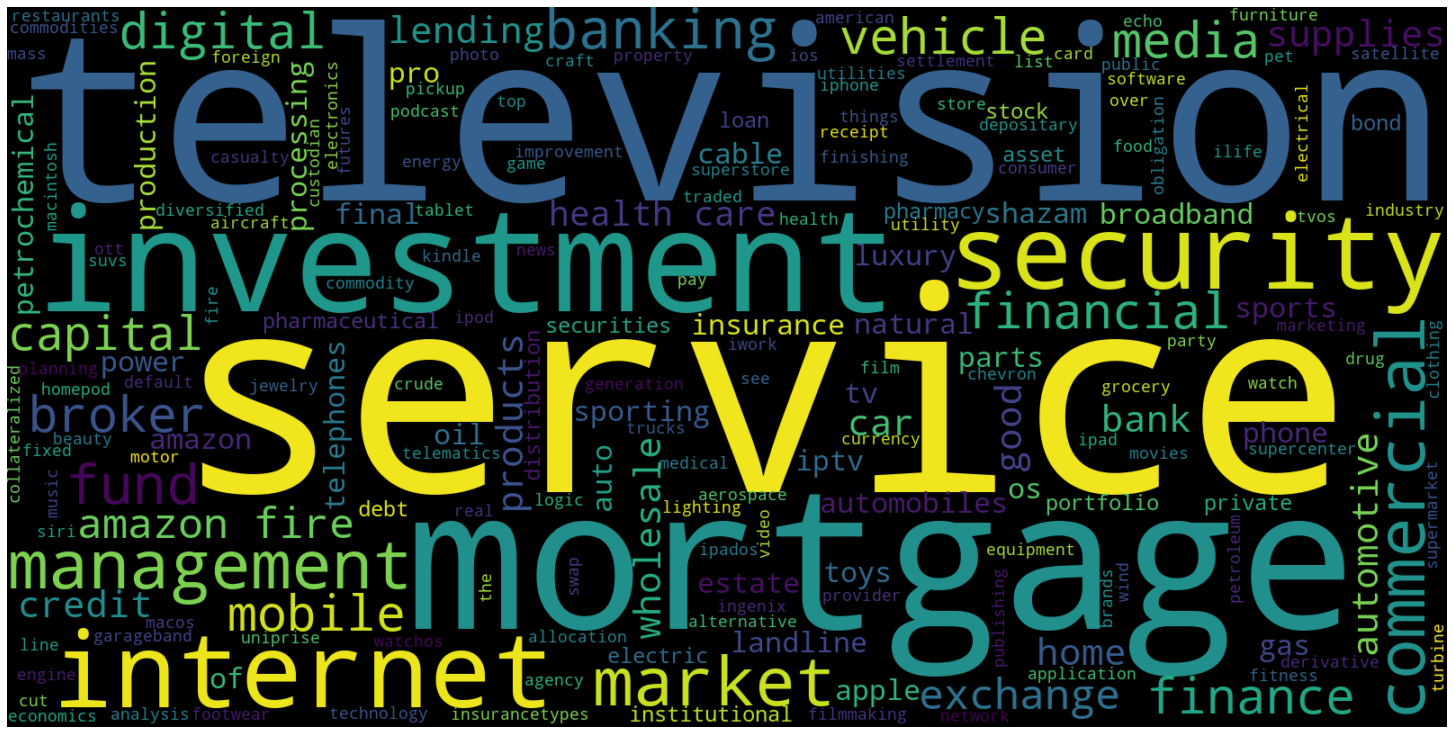 restaurants
commodities
mass
digital
foreign
lending
banking
photo
craft
property
american
ios
vehicle
echo
list
card
media
public
furniture
supplies
pet
satellite
television
pro
pickup
podcast
top
utilities
iphone
settlement
store
stock
software
over
things
receipt
depositary
petrochemical
macintosh
production
processing
custodian
electronics
futures
casualty
energy
game
improvement
loan
cable
superstore
traded
finishing
asset
consumer
food
obligation
ilife
electrical
bond
diversified
aircraft
final
tablet
health care
health
pharmacy
utility
shazam
broadband
tvos
industry
ott
suvs
kindle
news
commodity
pay
investment
luxury
security
fire
pharmaceutical
ipod
securities
insurance
natural
financial
sports
marketing
capital
planning
power
homepod
default
jewelry
telephones
crude
products
distribution
iwork
generation
see
film
tv
parts
chevron
party
grocery
watch
drug
clothing
commercial
service
collateralized
broker
fixed
beauty
amazon
motor
oil
telematics
sporting
trucks
wholesale
medical
iptv
car
currency
good
ipad
bank
movies
phone
supercenter
music
fund
siri
amazon fire
debt
logic
real
auto
aerospace
lighting
video
automobiles
os
portfolio
private
automotive
supermarket
management
the
mortgage
swap
ipados
estate
ingenix
alternative
toys
provider
equipment
publishing
brands
wind
petroleum
credit
macos
line
garageband
mobile
uniprise
watchos
allocation
electric
landline
home
application
gas
derivative
fitness
turbine
engine
cut
economics
analysis
of
footwear
internet
technology
agency
insurancetypes
market
institutional
apple
filmmaking
exchange
network
finance